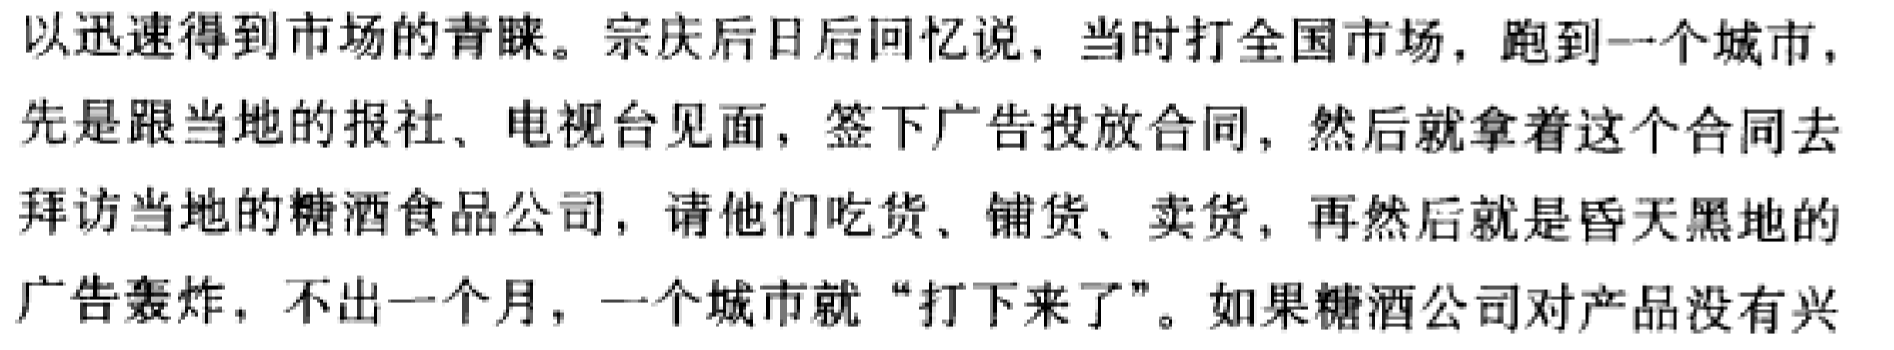 以迅速得到市场的青睐。宗庆后日后回忆说，当时打全国市场，跑到一个城市，
先是跟当地的报社、电视台见面，签下广告投放合同，然后就拿着这个合同去
拜访当地的糖酒食品公司，请他们吃货、铺货、卖货，再然后就是昏天黑地的
广告轰炸，不出一个月，一个城市就“打下来了”。如果糖酒公司对产品没有兴